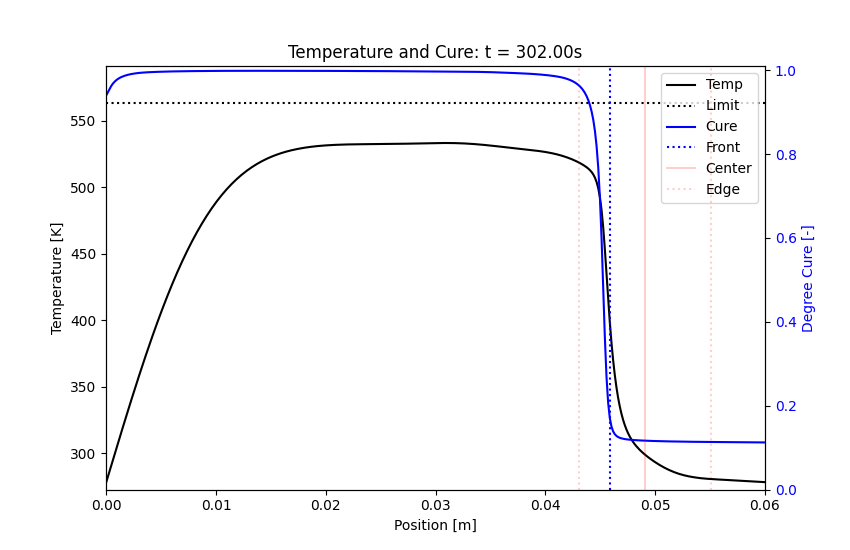 Temperature and Cure: t = 302.00s
Temp
Limit
Cure
Front
Center
Edge
Temperature [K]
550
500
450
400
350
300
1.0
0.8
0.6
0.4
0.2
0.0
Degree Cure [-]
0.00 0.01 0.02 0.03 0.04 0.05 0.06
Position [m]